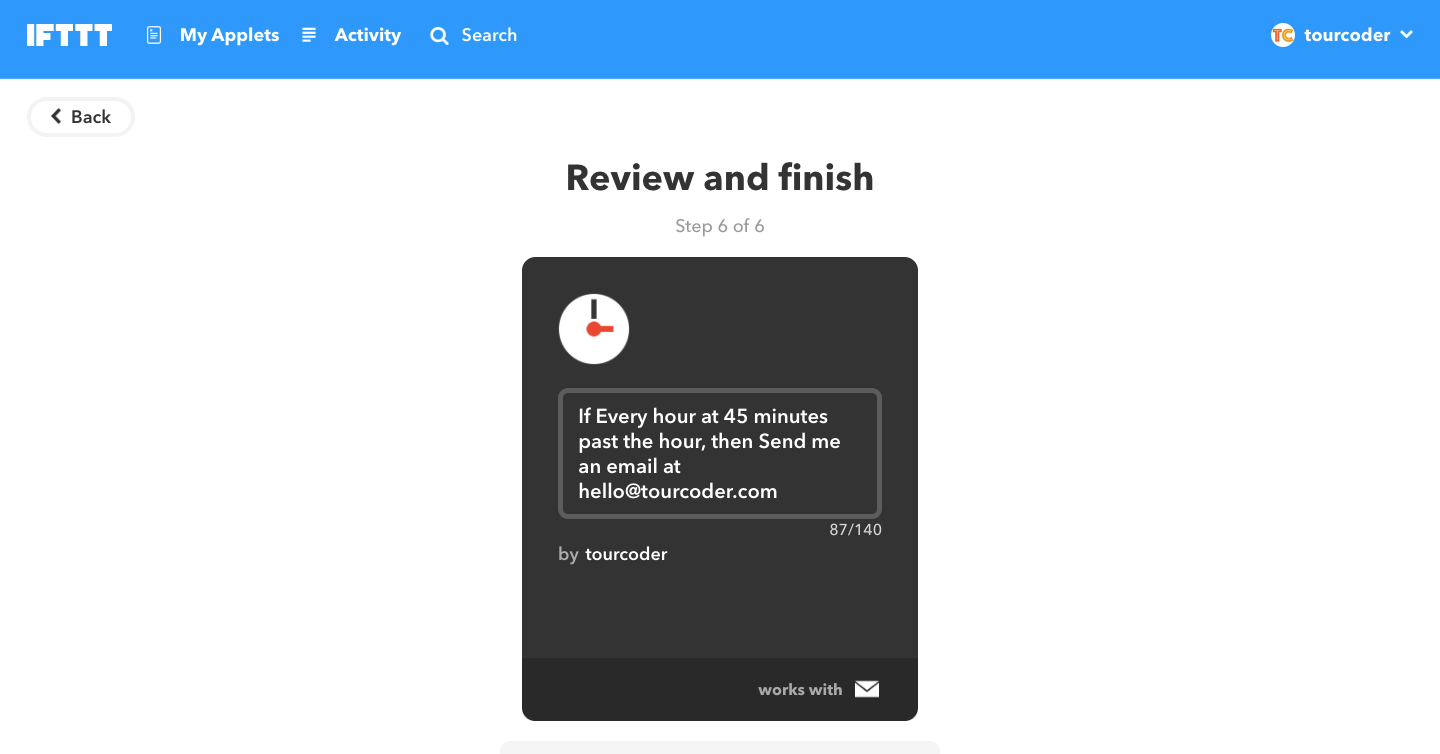 IFTTT My Applets Activity Search TC tourcoder
Back
Review and finish
Step 6 of 6
If Every hour at 45 minutes
past the hour, then Send me
an email at
hello@tourcoder.com
87/140
by tourcoder
works with